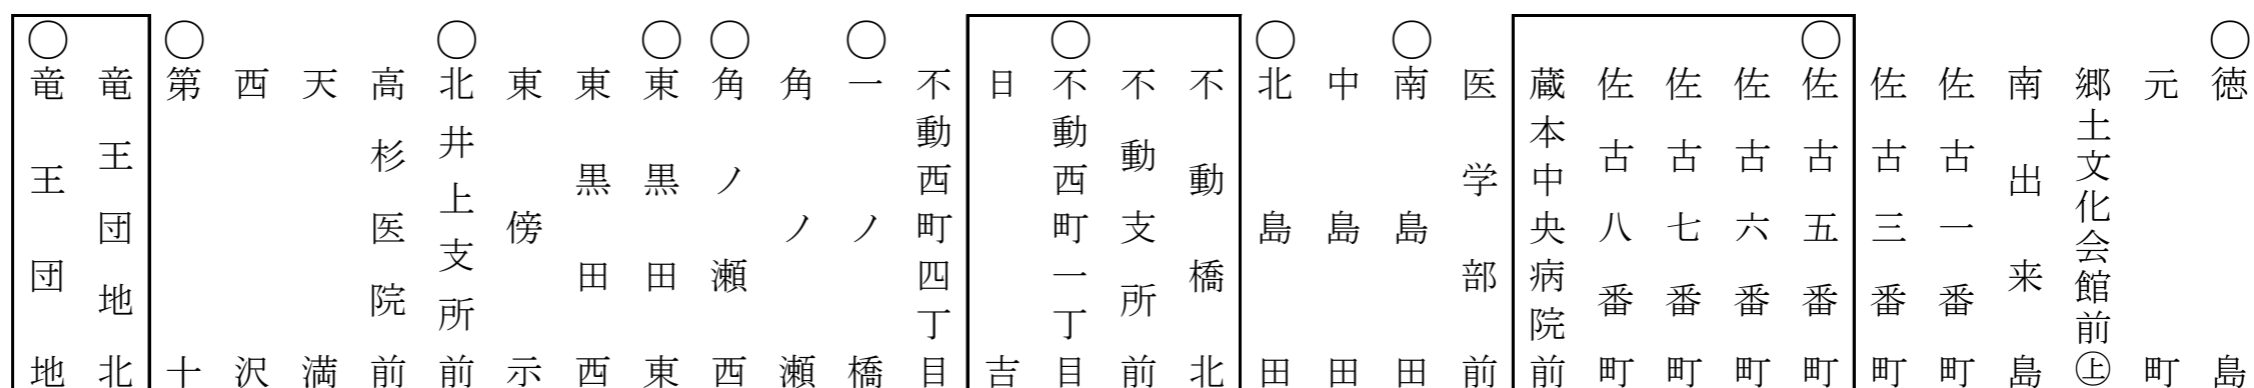 ○徳島
元町
郷土文化会館前㊤
南出来島
佐古一番町
佐古三番町
○佐古五番町
佐古六番町
佐古七番町
佐古八番町
蔵本中央病院前
医学部前
○南島田
中島田
○北島田
不動橋北
不動支所前
○不動西町一丁目
日吉
不動西町四丁目
○一ノ橋
角ノ瀬
○角ノ瀬西
○東黒田東
東黒田西
東傍示
○北井上支所前
高杉医院前
天満
西沢
○第十
竜王団地北
○竜王団地